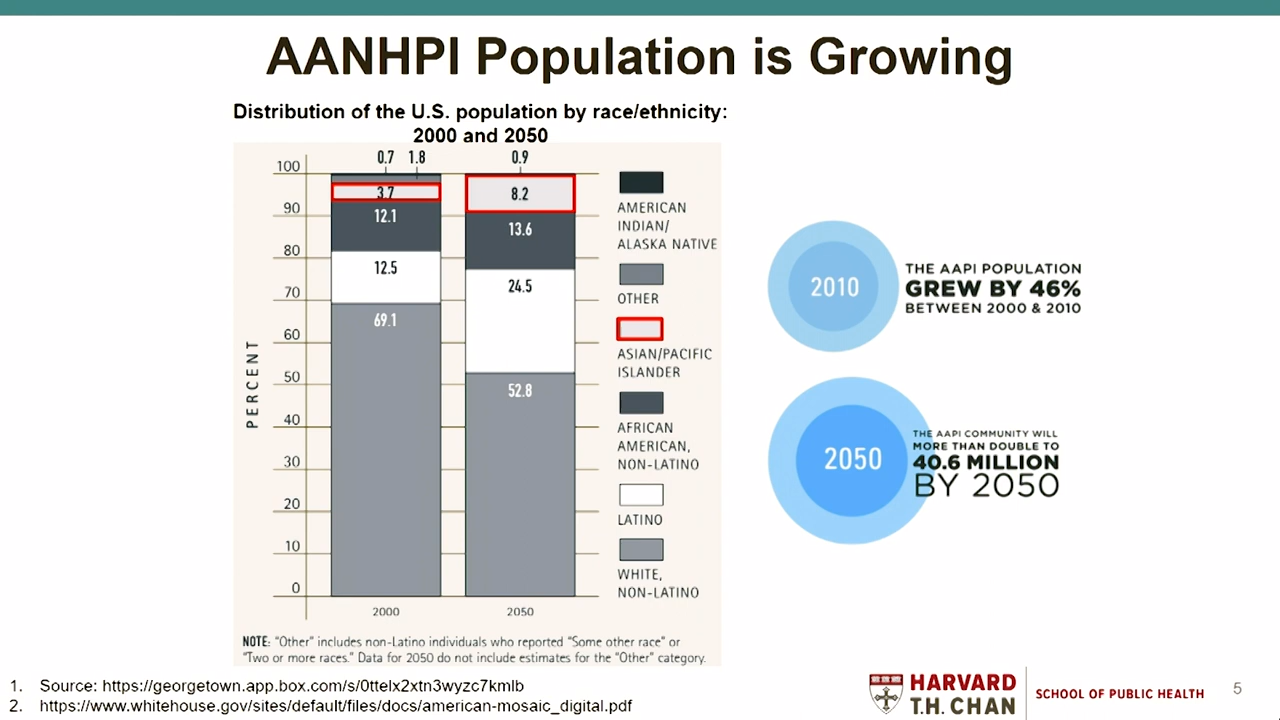 AANHPI Population is Growing
Distribution of the U.S. population by race/ethnicity:
2000 and 2050
0.7 1.8
0.9
100
90
80
70
60
50
40
30
20
10
0
PERCENT
3.7
12.1
12.5
69.1
2000
8.2
13.6
24.5
52.8
2050
AMERICAN
INDIAN/
ALASKA NATIVE
OTHER
ASIAN/PACIFIC
ISLANDER
AFRICAN
AMERICAN,
NON-LATINO
LATINO
WHITE,
NON-LATINO
NOTE: "Other" includes non-Latino individuals who reported "Some other race" or
"Two or more races." Data for 2050 do not include estimates for the "Other" category.
2010
THE AAPI POPULATION
GREW BY 46%
BETWEEN 2000 & 2010
2050
THE AAPI COMMUNITY WILL
MORE THAN DOUBLE TO
40.6 MILLION
BY 2050
1. Source: https://georgetown.app.box.com/s/0ttelx2xtn3wyzc7kmlb
2. https://www.whitehouse.gov/sites/default/files/docs/american-mosaic_digital.pdf
HARVARD
T.H. CHAN
SCHOOL OF PUBLIC HEALTH
5